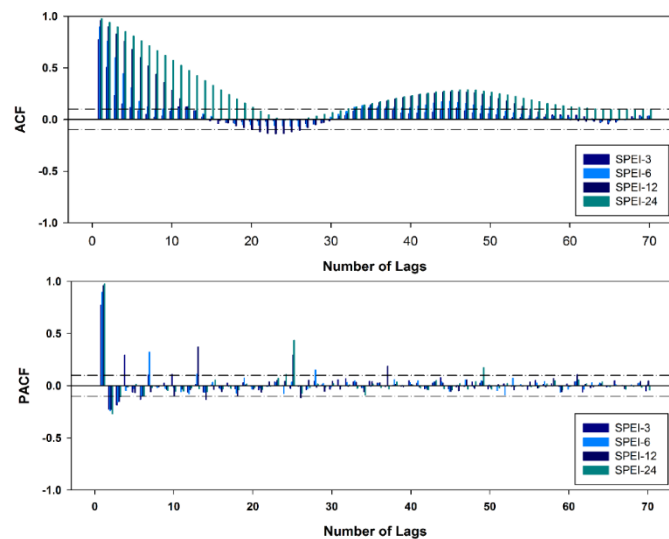 1.0
0.5
0.0
-0.5
-1.0
ACF
0 10 20 30 40 50 60 70
Number of Lags
SPEI-3
SPEI-6
SPEI-12
SPEI-24
1.0
0.5
0.0
-0.5
-1.0
PACF
0 10 20 30 40 50 60 70
Number of Lags
SPEI-3
SPEI-6
SPEI-12
SPEI-24